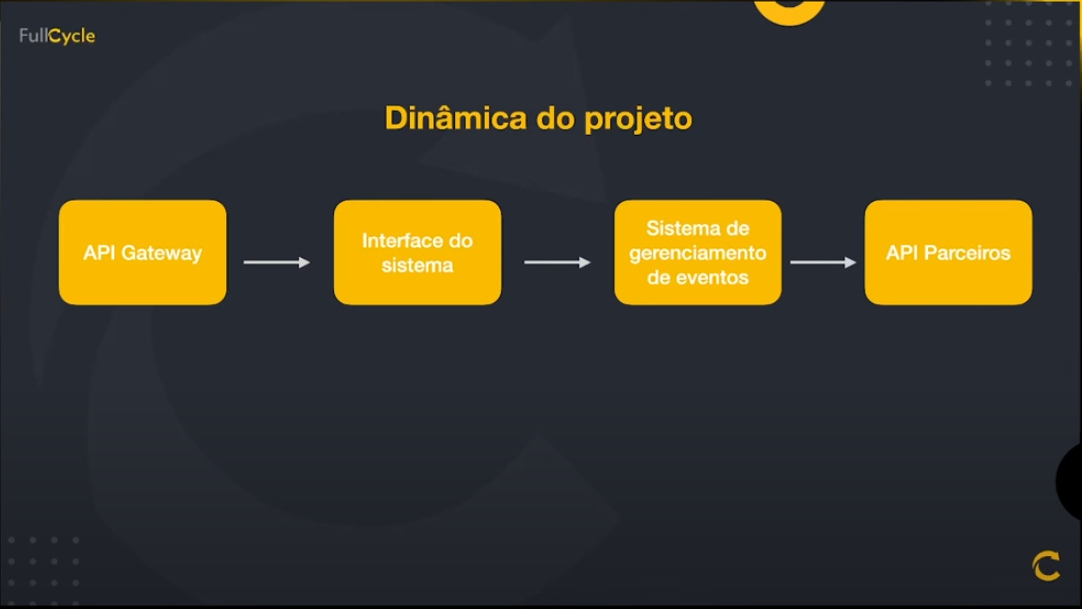 FullCycle
Dinâmica do projeto
API Gateway
Interface do
sistema
Sistema de
gerenciamento
de eventos
API Parceiros